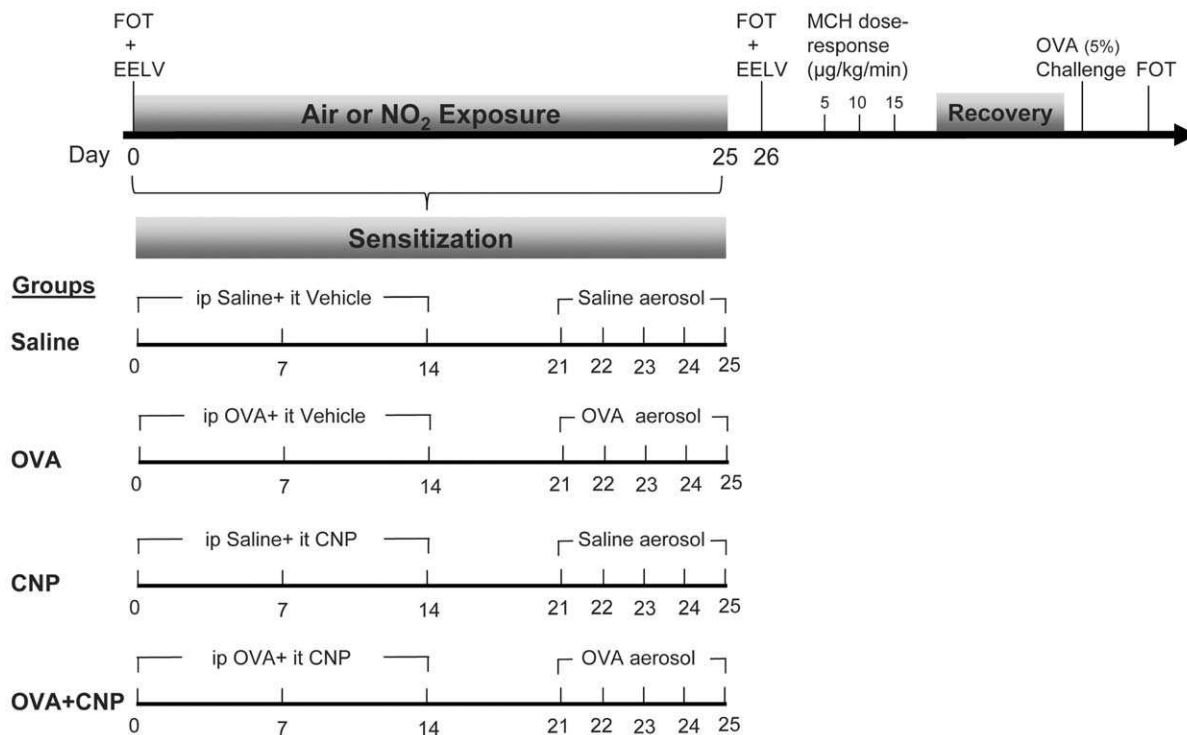 FOT
+
EELV
FOT
+
EELV
MCH dose-
response
(µg/kg/min)
5 10 15
OVA (5%)
Challenge
FOT
Air or NO₂ Exposure
Recovery
Day 0 25 26
Sensitization
Groups
ip Saline+ it Vehicle Saline aerosol
Saline
0 7 14 21 22 23 24 25
ip OVA+ it Vehicle OVA aerosol
OVA
0 7 14 21 22 23 24 25
ip Saline+ it CNP Saline aerosol
CNP
0 7 14 21 22 23 24 25
ip OVA+ it CNP OVA aerosol
OVA+CNP
0 7 14 21 22 23 24 25